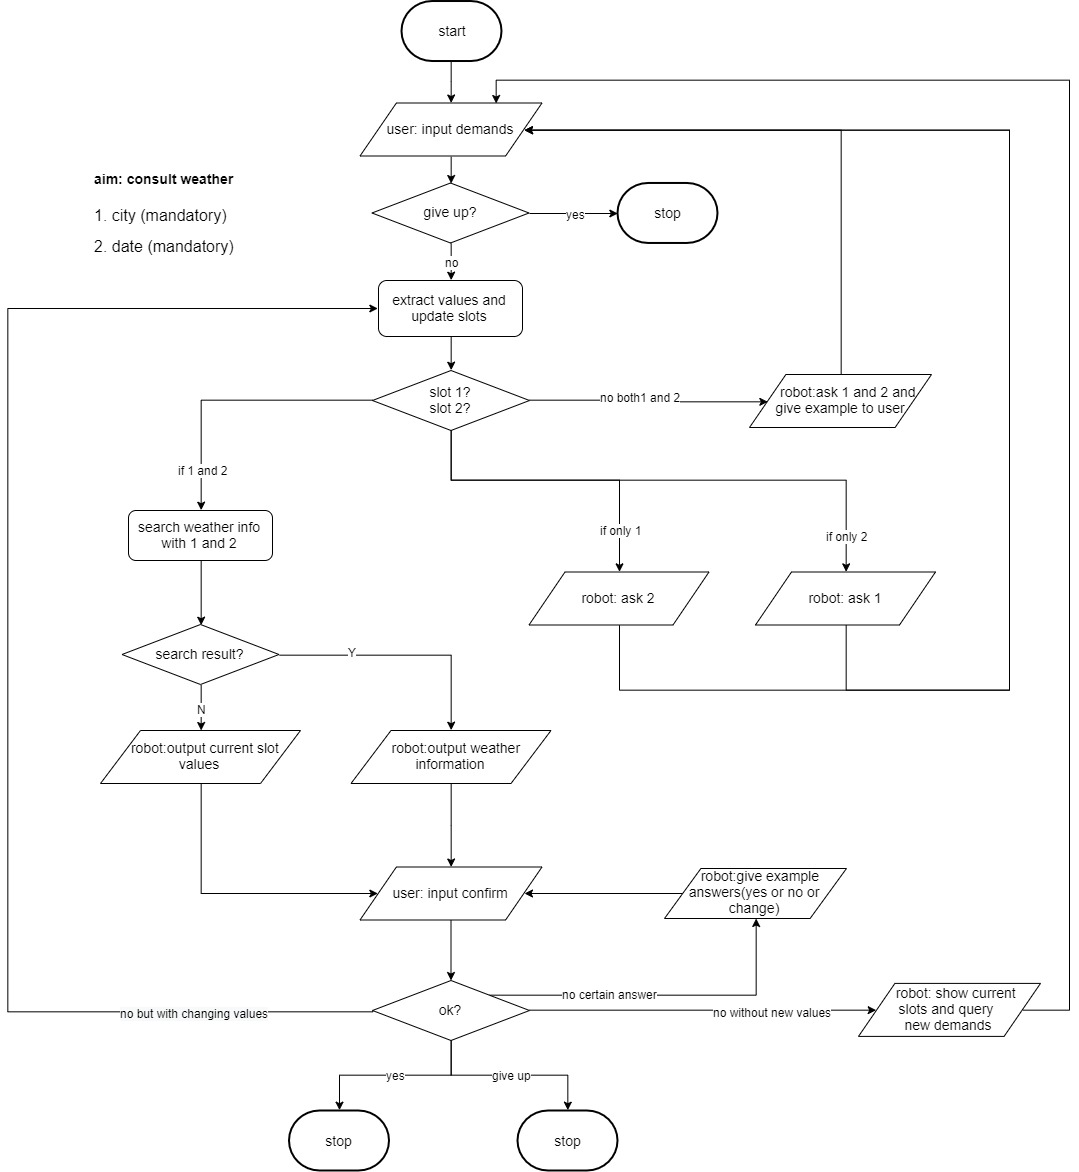 start
user: input demands
aim: consult weather
1. city (mandatory)
2. date (mandatory)
give up?
yes
stop
no
extract values and
update slots
slot 1?
slot 2?
no both1 and 2
robot:ask 1 and 2 and
give example to user
if 1 and 2
search weather info
with 1 and 2
if only 1
if only 2
robot: ask 2
robot: ask 1
search result?
Y
N
robot:output current slot
values
robot:output weather
information
user: input confirm
robot:give example
answers(yes or no or
change)
no certain answer
ok?
no but with changing values
no without new values
robot: show current
slots and query
new demands
yes
give up
stop
stop